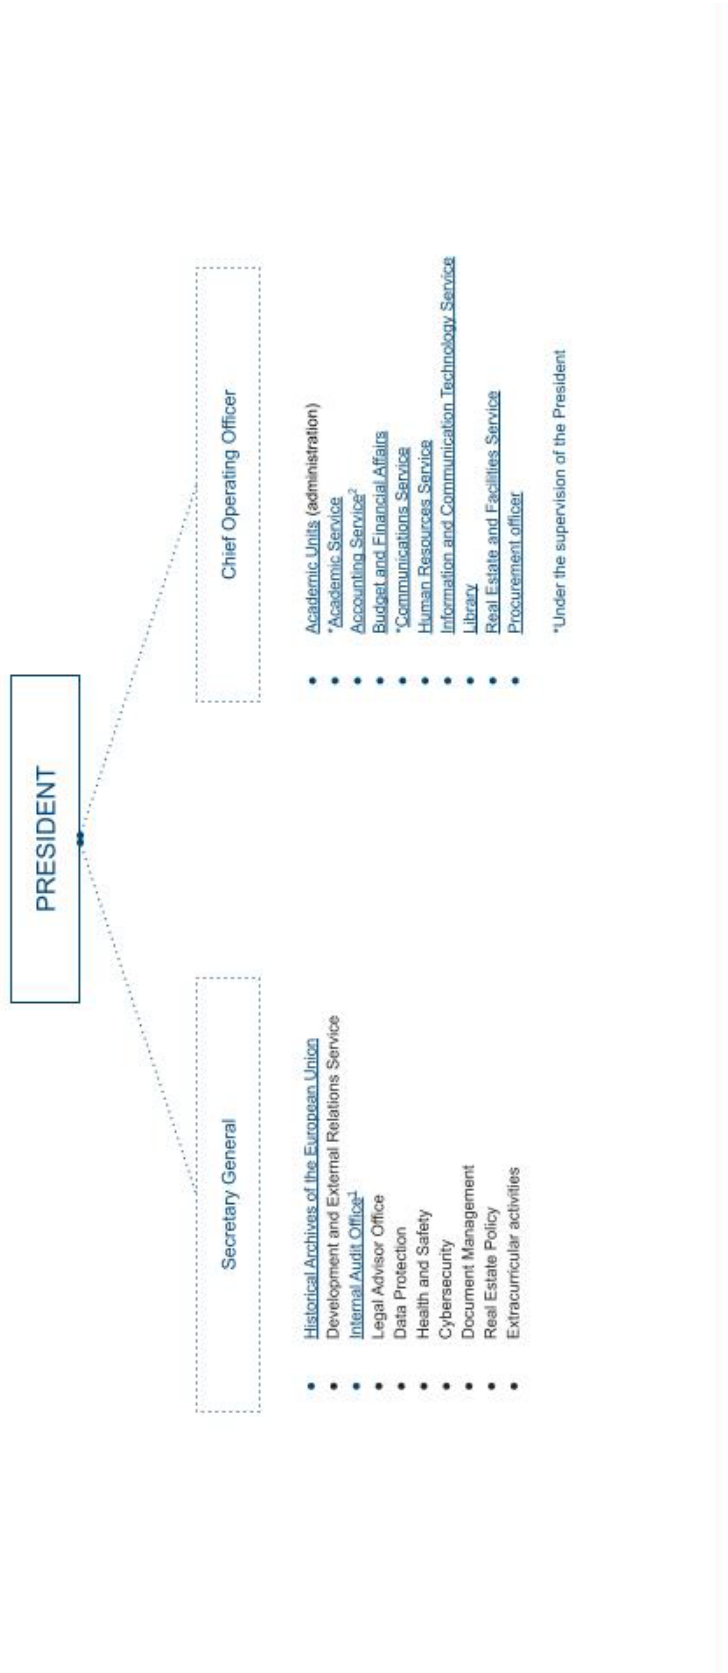 PRESIDENT
Secretary General
Chief Operating Officer
Historical Archives of the European Union
Development and External Relations Service
Internal Audit Office¹
Legal Advisor Office
Data Protection
Health and Safety
Cybersecurity
Document Management
Real Estate Policy
Extracurricular activities
Academic Units (administration)
*Academic Service
Accounting Service²
Budget and Financial Affairs
*Communications Service
Human Resources Service
Information and Communication Technology Service
Library
Real Estate and Facilities Service
Procurement officer
*Under the supervision of the President